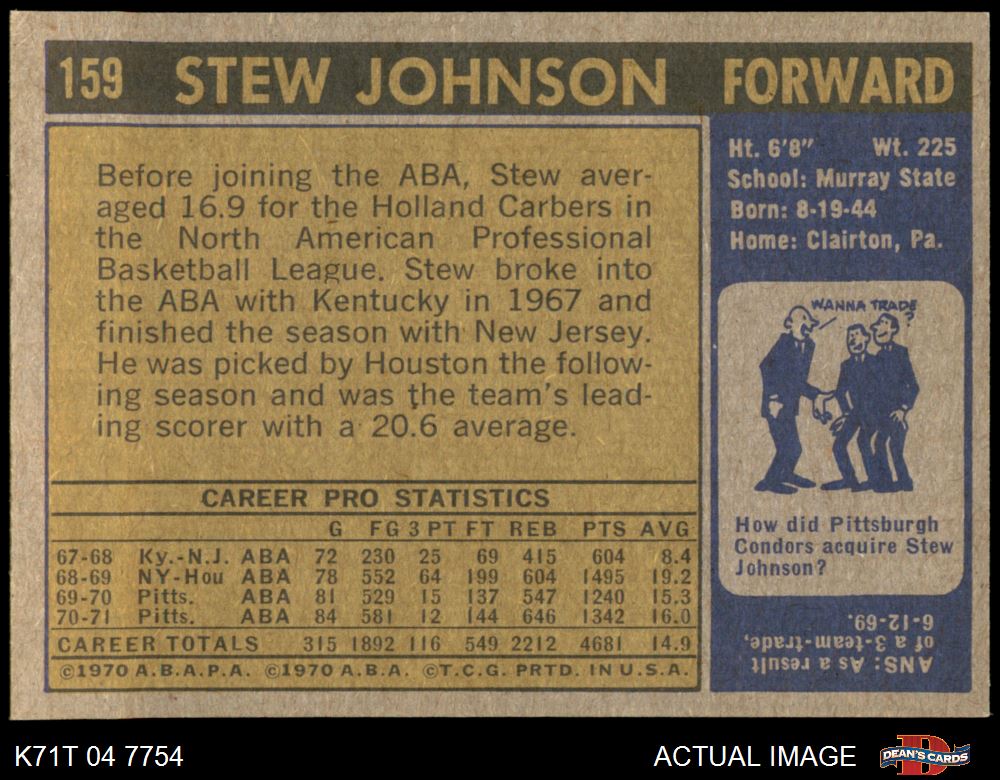 159 STEW JOHNSON FORWARD
Before joining the ABA, Stew aver-
aged 16.9 for the Holland Carbers in
the North American Professional
Basketball League. Stew broke into
the ABA with Kentucky in 1967 and
finished the season with New Jersey.
He was picked by Houston the follow-
ing season and was the team's lead-
ing scorer with a 20.6 average.
CAREER PRO STATISTICS
G FG 3 PT FT REB PTS AVG
67-68 Ky.-N.J. ABA 72 230 25 69 415 604 8.4
68-69 NY-Hou ABA 78 552 64 199 604 1495 19.2
69-70 Pitts. ABA 81 529 15 137 547 1240 15.3
70-71 Pitts. ABA 84 581 12 144 646 1342 16.0
CAREER TOTALS 315 1892 116 549 2212 4681 14.9
©1970 A.B.A.P.A. ©1970 A.B.A. ©T.C.G. PRTD. IN U.S.A.
Ht. 6'8" Wt. 225
School: Murray State
Born: 8-19-44
Home: Clairton, Pa.
WANNA TRADE
?
How did Pittsburgh
Condors acquire Stew
Johnson?
ANS: As a result
of a 3-team-trade,
6-12-69.
K71T 04 7754
ACTUAL IMAGE
DEAN'S CARDS